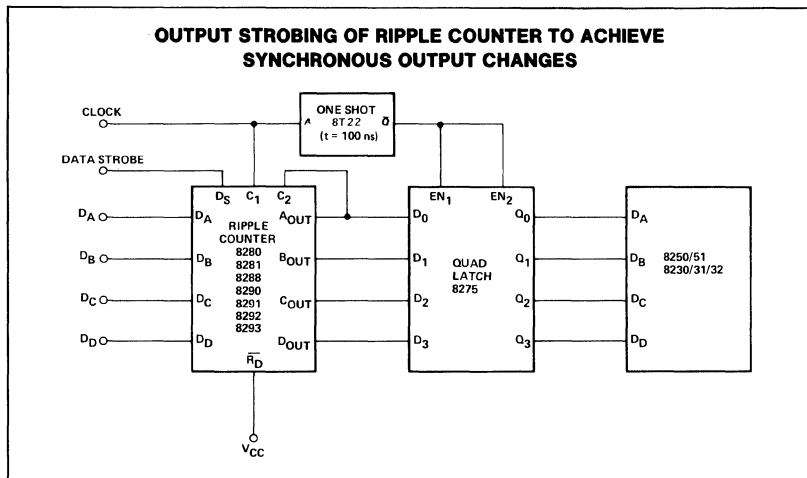 OUTPUT STROBING OF RIPPLE COUNTER TO ACHIEVE
SYNCHRONOUS OUTPUT CHANGES
CLOCK
A
ONE SHOT
8T22
(t = 100 ns)
Q̅
DATA STROBE
DS
C1
C2
EN1
EN2
DA
DA
AOUT
D0
Q0
DA
RIPPLE
COUNTER
8280
8281
8288
8290
8291
8292
8293
DB
DB
BOUT
D1
QUAD
LATCH
8275
Q1
DB
8250/51
8230/31/32
DC
DC
COUT
D2
Q2
DC
DD
DD
DOUT
D3
Q3
DD
R̅D̅
VCC